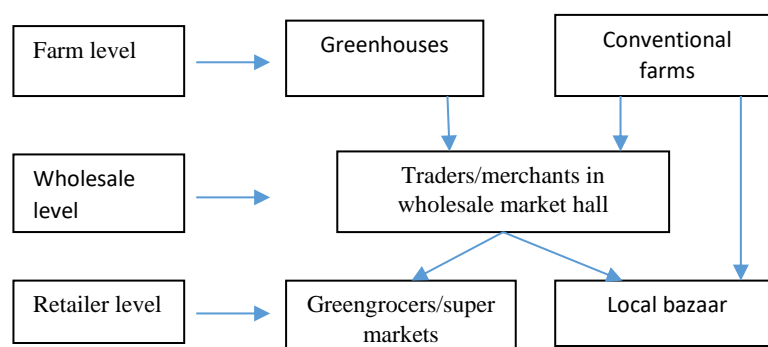 Farm level
Greenhouses
Conventional
farms
Wholesale
level
Traders/merchants in
wholesale market hall
Retailer level
Greengrocers/super
markets
Local bazaar